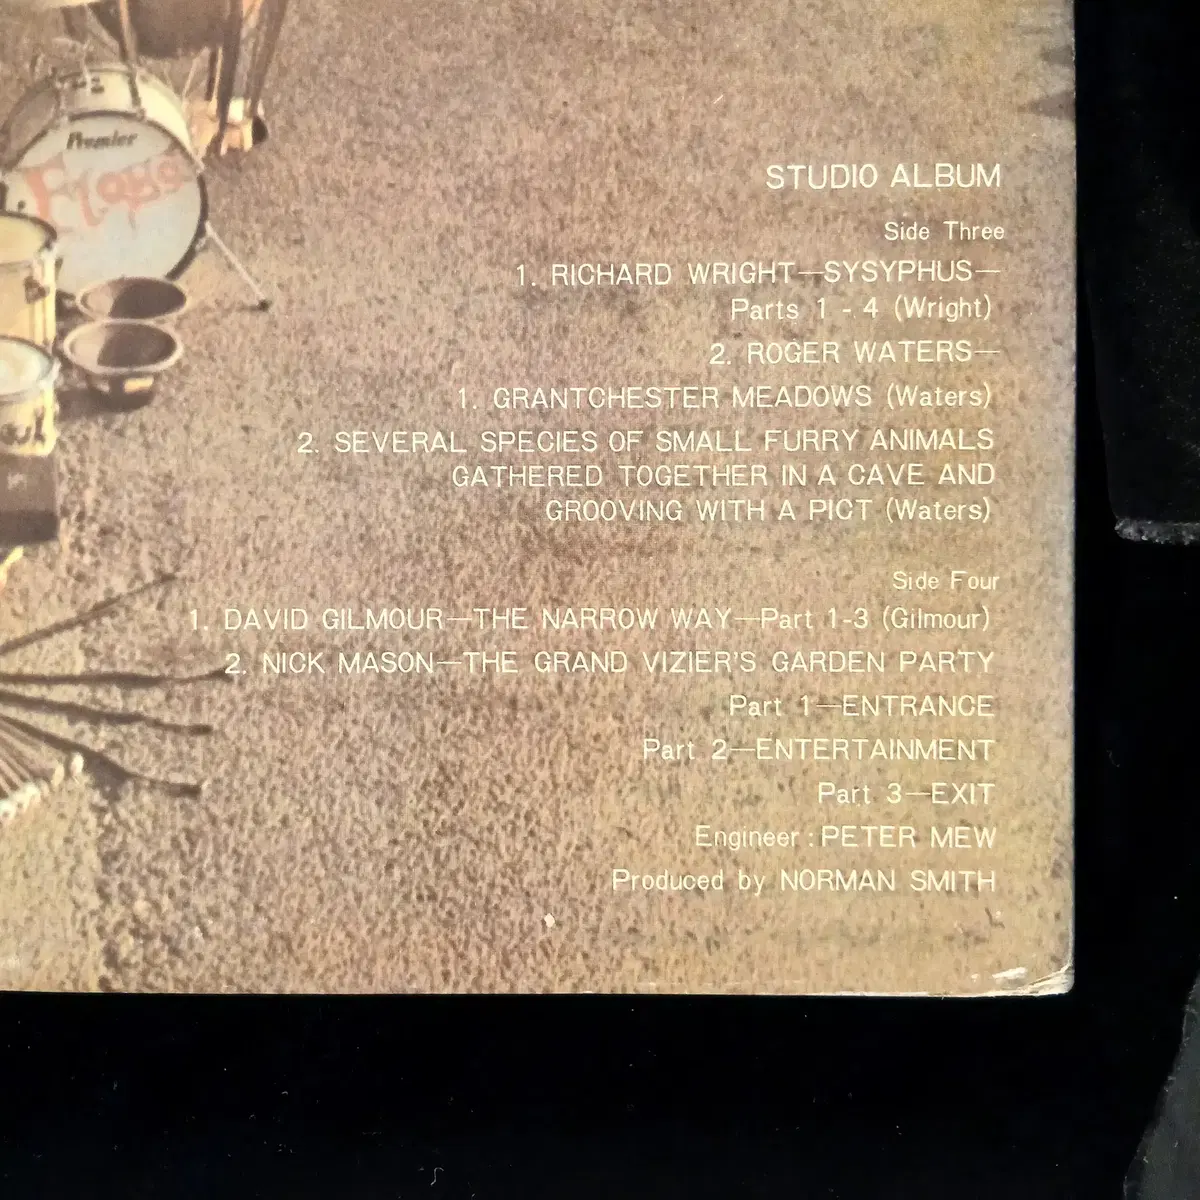 Premier
STUDIO ALBUM
Side Three
1. RICHARD WRIGHT—SYSYPHUS—
Parts 1 - 4 (Wright)
2. ROGER WATERS—
1. GRANTCHESTER MEADOWS (Waters)
2. SEVERAL SPECIES OF SMALL FURRY ANIMALS
GATHERED TOGETHER IN A CAVE AND
GROOVING WITH A PICT (Waters)
Side Four
1. DAVID GILMOUR—THE NARROW WAY—Part 1-3 (Gilmour)
2. NICK MASON—THE GRAND VIZIER'S GARDEN PARTY
Part 1—ENTRANCE
Part 2—ENTERTAINMENT
Part 3—EXIT
Engineer : PETER MEW
Produced by NORMAN SMITH